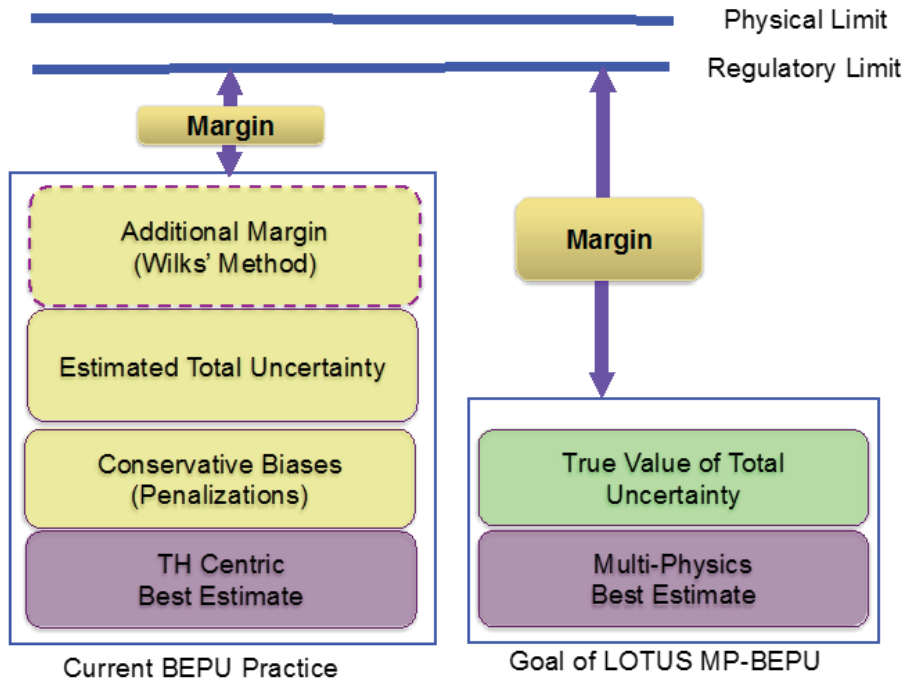 Physical Limit
Regulatory Limit
Margin
Additional Margin
(Wilks' Method)
Estimated Total Uncertainty
Conservative Biases
(Penalizations)
TH Centric
Best Estimate
Current BEPU Practice
Margin
True Value of Total
Uncertainty
Multi-Physics
Best Estimate
Goal of LOTUS MP-BEPU